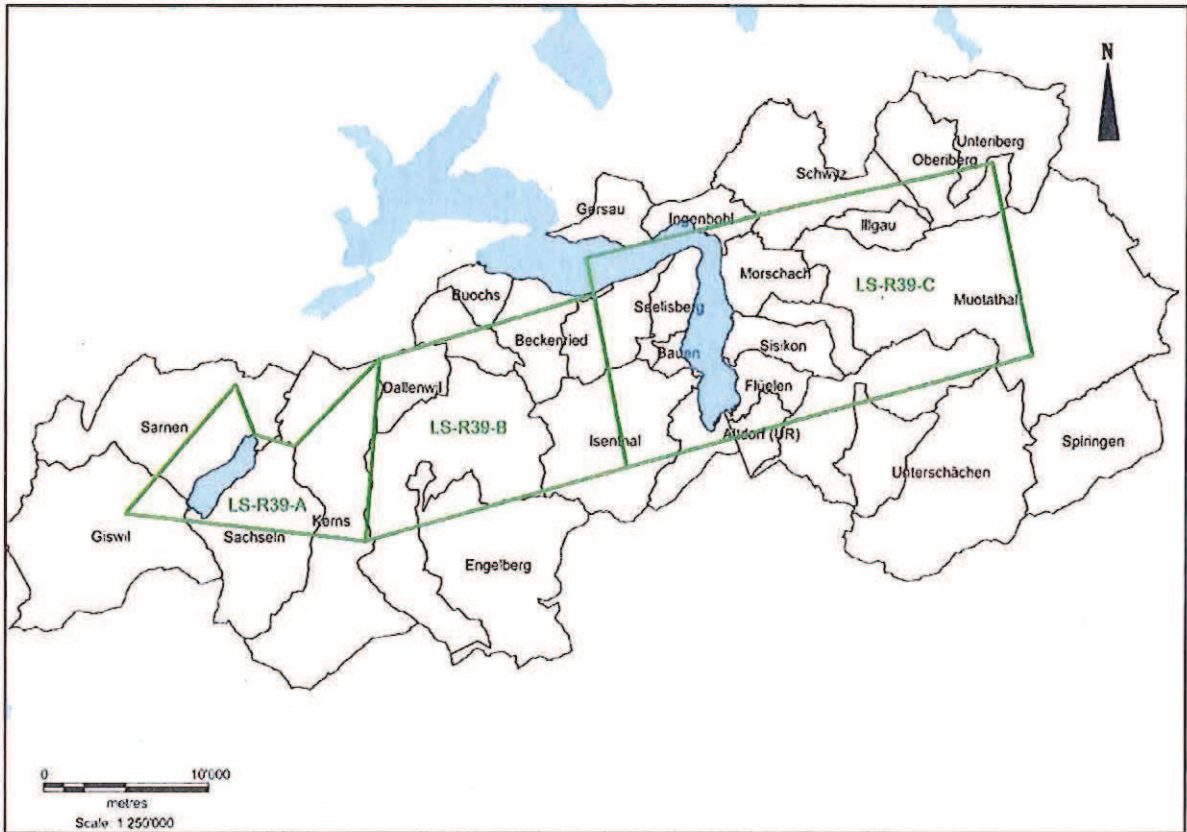 N
Unteriberg
Oberiberg
Schwyz
Gersau
Ingenbohl
Illgau
Morschach
LS-R39-C
Muotathal
Buochs
Seelisberg
Beckenried
Bauen
Sisikon
Dallenwil
Flüelen
Sarnen
LS-R39-B
Isenthal
Altdorf (UR)
Spiringen
Unterschächen
LS-R39-A
Kerns
Giswil
Sachseln
Engelberg
0 10'000
metres
Scale: 1:250'000